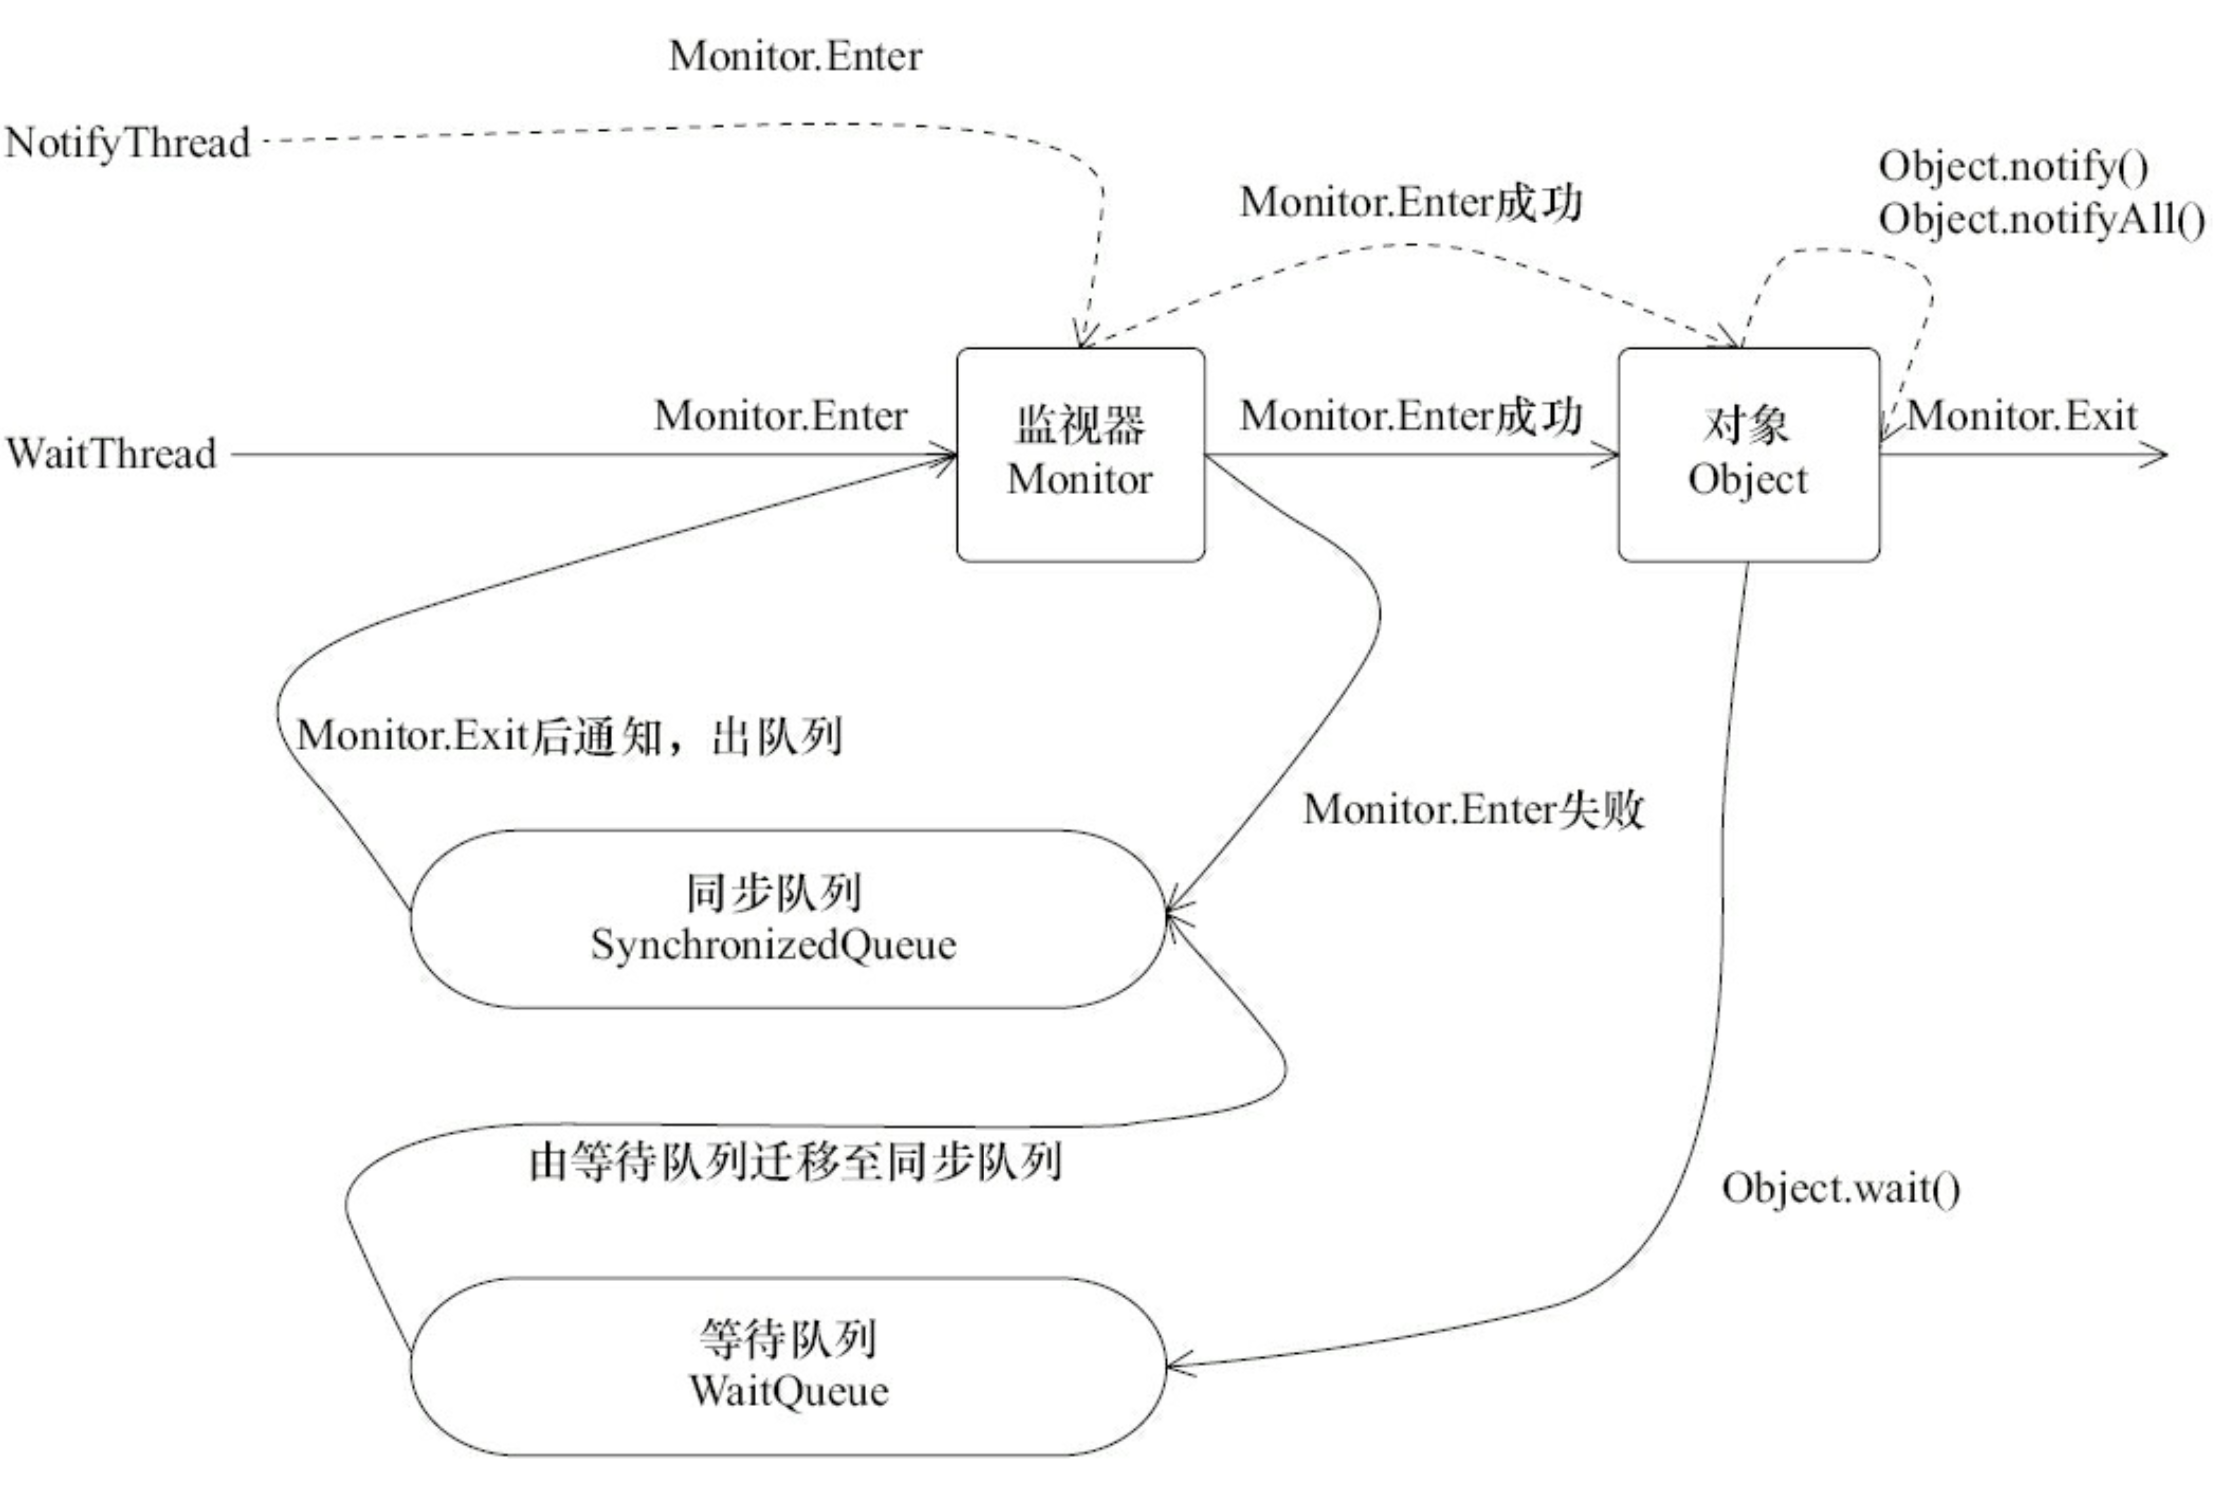 Monitor.Enter
NotifyThread
Object.notify()
Object.notifyAll()
Monitor.Enter成功
WaitThread
Monitor.Enter
监视器
Monitor
Monitor.Enter成功
对象
Object
Monitor.Exit
Monitor.Exit后通知，出队列
Monitor.Enter失败
同步队列
SynchronizedQueue
由等待队列迁移至同步队列
Object.wait()
等待队列
WaitQueue